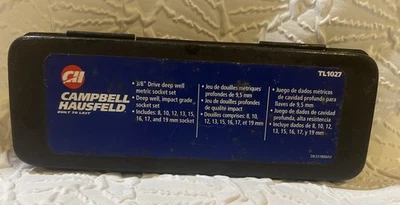 TL1027
CH
CAMPBELL
HAUSFELD
BUILT TO LAST
• 3/8" Drive deep well
metric socket set
• Deep well, impact grade
socket set
• Includes: 8, 10, 12, 13, 15,
16, 17, and 19 mm socket
• Jeu de douilles métriques
profondes de 9,5 mm
• Jeu de douilles profondes
de qualité impact
• Douilles comprises: 8, 10,
12, 13, 15, 16, 17, et 19 mm
• Juego de dados métricos
de cavidad profunda para
llaves de 9,5 mm
• Juego de dados de cavidad
profunda, alta resistencia
• Incluye dados de 8, 10, 12,
13, 15, 16, 17, y 19 mm